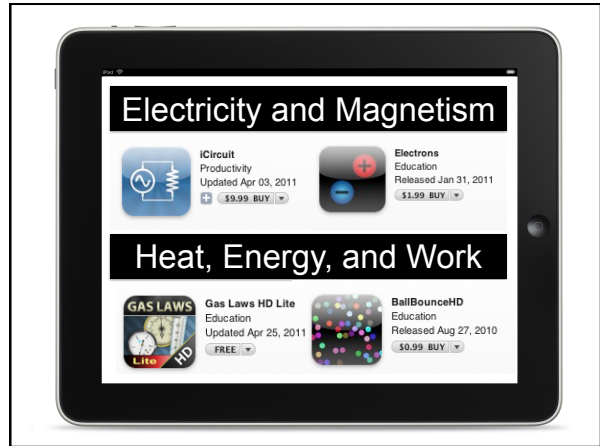 iPad
Electricity and Magnetism
iCircuit
Productivity
Updated Apr 03, 2011
$9.99 BUY
Electrons
Education
Released Jan 31, 2011
$1.99 BUY
Heat, Energy, and Work
GAS LAWS
Lite
HD
Gas Laws HD Lite
Education
Updated Apr 25, 2011
FREE
BallBounceHD
Education
Released Aug 27, 2010
$0.99 BUY